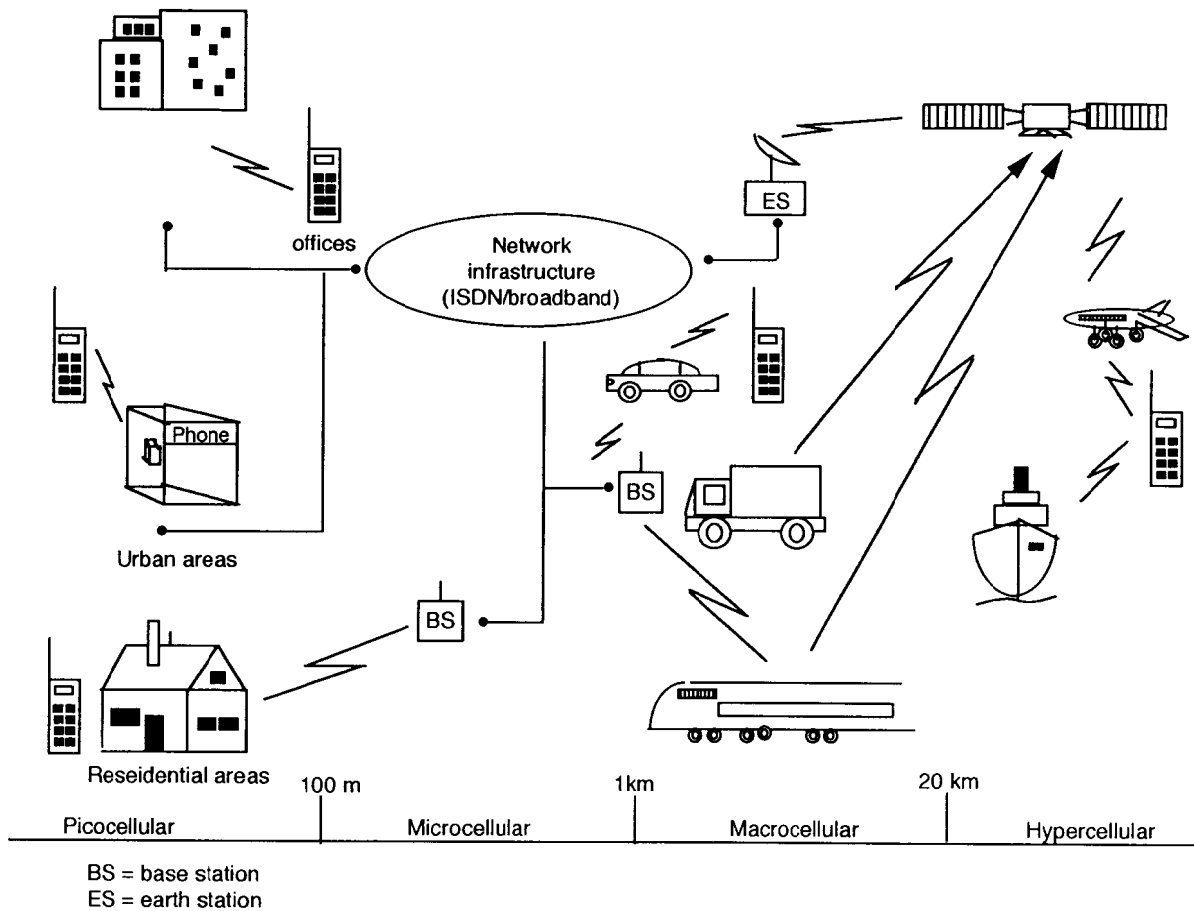 offices
ES
Network
infrastructure
(ISDN/broadband)
Phone
Urban areas
BS
BS
Reseidential areas
100 m
1km
20 km
Picocellular
Microcellular
Macrocellular
Hypercellular
BS = base station
ES = earth station